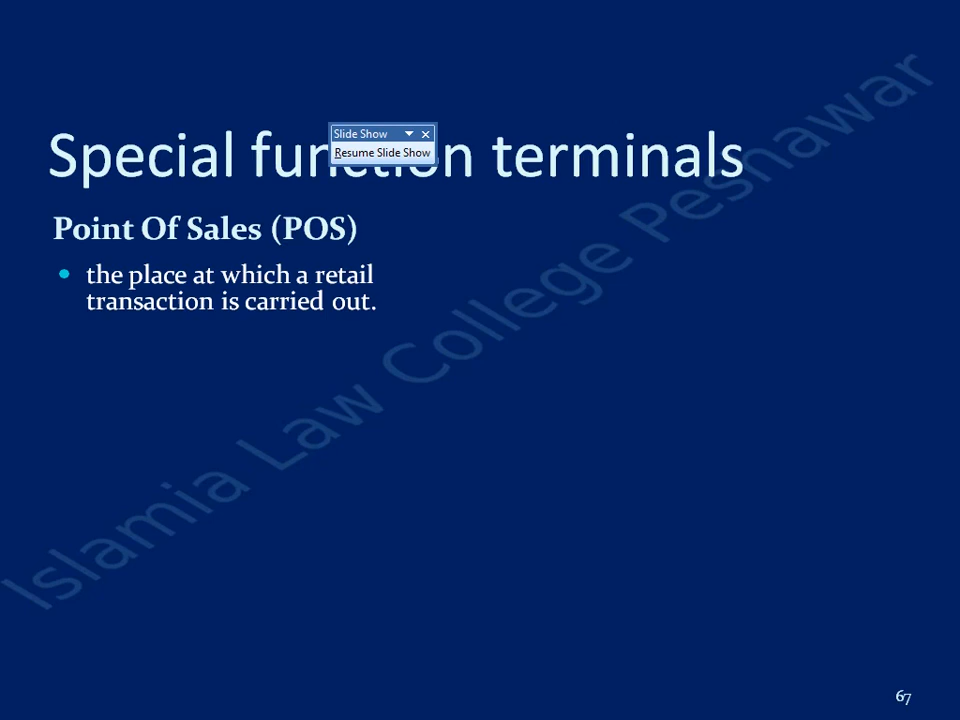 Special function terminals
Slide Show
Resume Slide Show
Point Of Sales (POS)
the place at which a retail
transaction is carried out.
Islamia Law College Peshawar
67